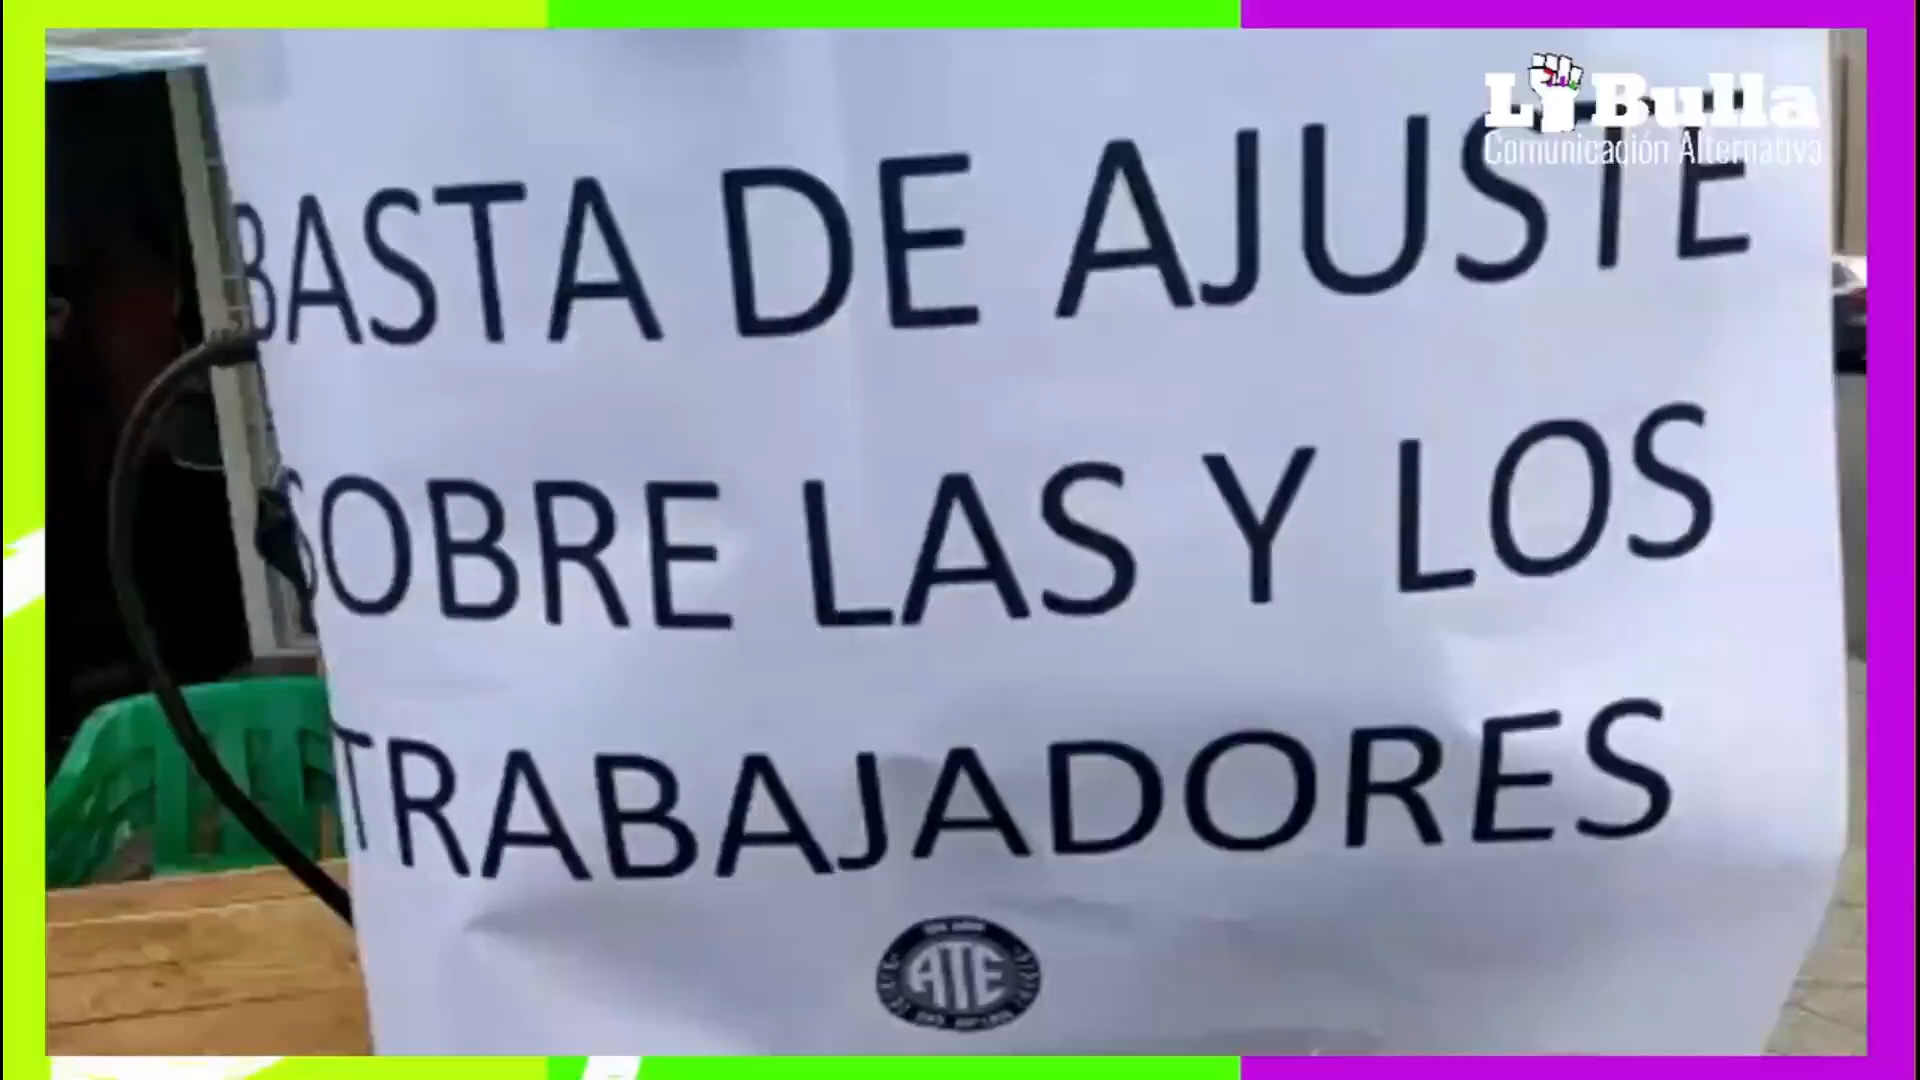 La Bulla
Comunicación Alternativa
BASTA DE AJUSTE
SOBRE LAS Y LOS
TRABAJADORES
ATE